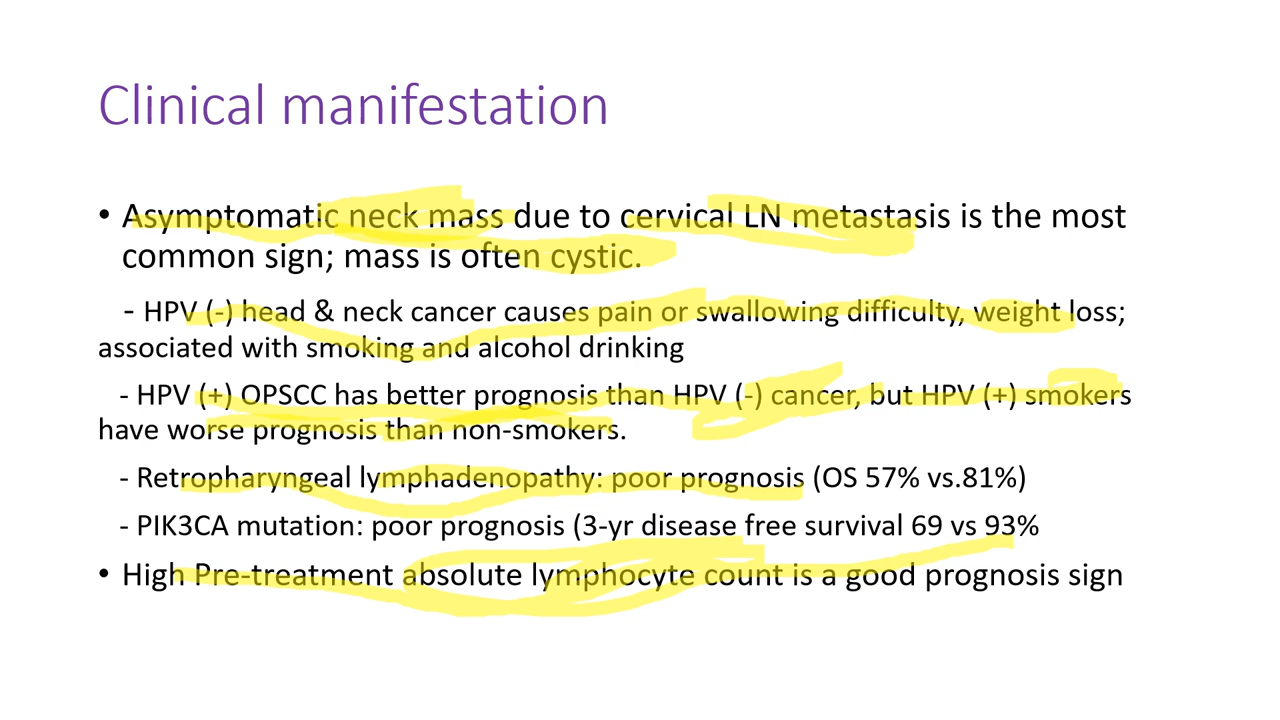 Clinical manifestation
• Asymptomatic neck mass due to cervical LN metastasis is the most
common sign; mass is often cystic.
- HPV (-) head & neck cancer causes pain or swallowing difficulty, weight loss;
associated with smoking and alcohol drinking
- HPV (+) OPSCC has better prognosis than HPV (-) cancer, but HPV (+) smokers
have worse prognosis than non-smokers.
- Retropharyngeal lymphadenopathy: poor prognosis (OS 57% vs.81%)
- PIK3CA mutation: poor prognosis (3-yr disease free survival 69 vs 93%
• High Pre-treatment absolute lymphocyte count is a good prognosis sign